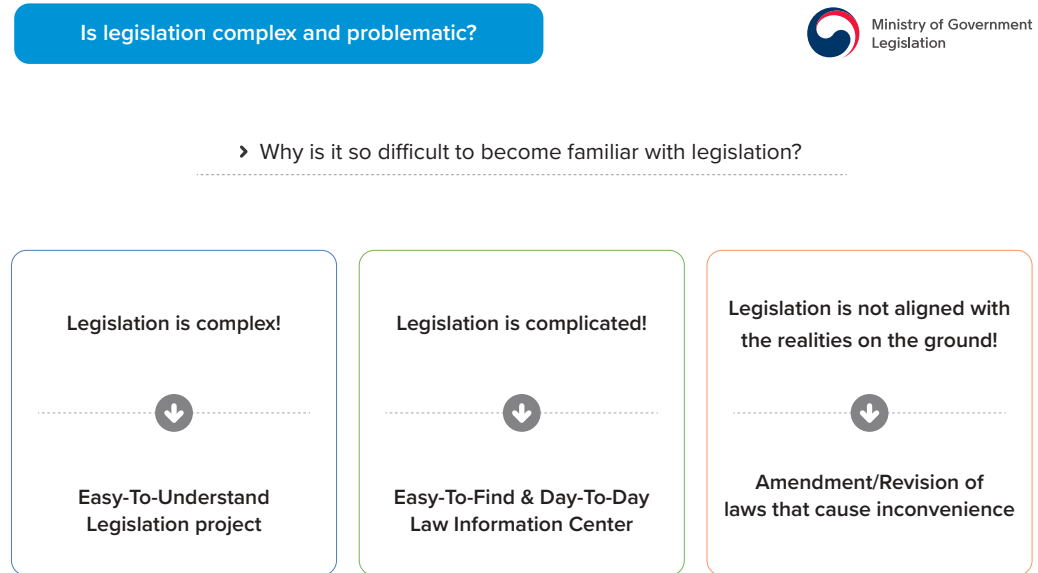 Is legislation complex and problematic?
Ministry of Government
Legislation
Why is it so difficult to become familiar with legislation?
Legislation is complex!
Easy-To-Understand
Legislation project
Legislation is complicated!
Easy-To-Find & Day-To-Day
Law Information Center
Legislation is not aligned with
the realities on the ground!
Amendment/Revision of
laws that cause inconvenience